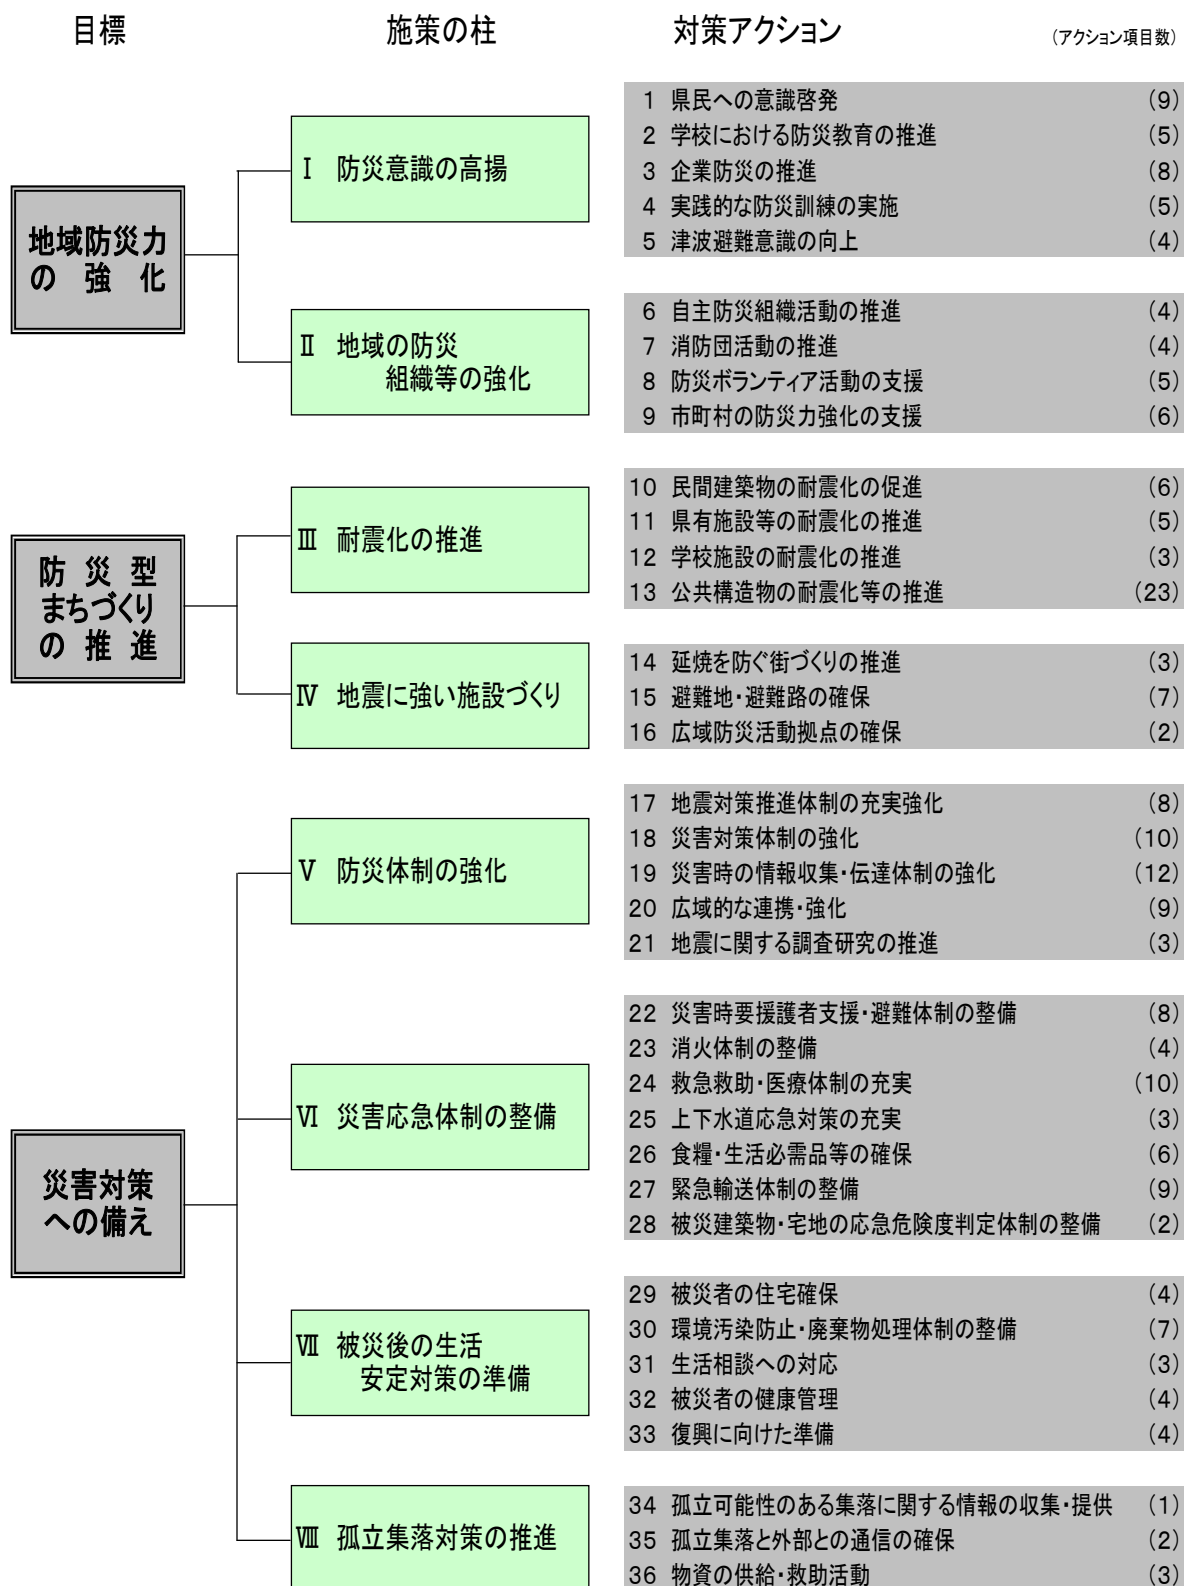 目標 施策の柱 対策アクション (アクション項目数)
地域防災力
の強化
Ⅰ 防災意識の高揚
1 県民への意識啓発 (9)
2 学校における防災教育の推進 (5)
3 企業防災の推進 (8)
4 実践的な防災訓練の実施 (5)
5 津波避難意識の向上 (4)
Ⅱ 地域の防災
組織等の強化
6 自主防災組織活動の推進 (4)
7 消防団活動の推進 (4)
8 防災ボランティア活動の支援 (5)
9 市町村の防災力強化の支援 (6)
防災型
まちづくり
の推進
Ⅲ 耐震化の推進
10 民間建築物の耐震化の促進 (6)
11 県有施設等の耐震化の推進 (5)
12 学校施設の耐震化の推進 (3)
13 公共構造物の耐震化等の推進 (23)
Ⅳ 地震に強い施設づくり
14 延焼を防ぐ街づくりの推進 (3)
15 避難地・避難路の確保 (7)
16 広域防災活動拠点の確保 (2)
災害対策
への備え
Ⅴ 防災体制の強化
17 地震対策推進体制の充実強化 (8)
18 災害対策体制の強化 (10)
19 災害時の情報収集・伝達体制の強化 (12)
20 広域的な連携・強化 (9)
21 地震に関する調査研究の推進 (3)
Ⅵ 災害応急体制の整備
22 災害時要援護者支援・避難体制の整備 (8)
23 消火体制の整備 (4)
24 救急救助・医療体制の充実 (10)
25 上下水道応急対策の充実 (3)
26 食糧・生活必需品等の確保 (6)
27 緊急輸送体制の整備 (9)
28 被災建築物・宅地の応急危険度判定体制の整備 (2)
Ⅶ 被災後の生活
安定対策の準備
29 被災者の住宅確保 (4)
30 環境汚染防止・廃棄物処理体制の整備 (7)
31 生活相談への対応 (3)
32 被災者の健康管理 (4)
33 復興に向けた準備 (4)
Ⅷ 孤立集落対策の推進
34 孤立可能性のある集落に関する情報の収集・提供 (1)
35 孤立集落と外部との通信の確保 (2)
36 物資の供給・救助活動 (3)